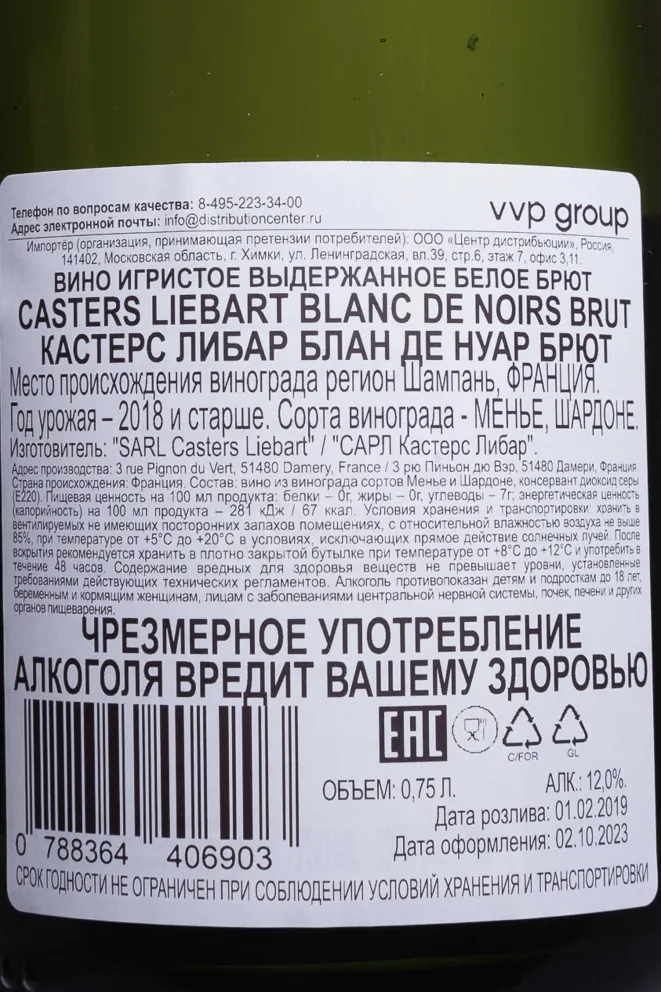 Телефон по вопросам качества: 8-495-223-34-00
Адрес электронной почты: info@distributioncenter.ru
vvp group
Импортёр (организация, принимающая претензии потребителей): ООО «Центр дистрибьюции», Россия,
141402, Московская область, г. Химки, ул. Ленинградская, вл.39, стр.6, этаж 7, офис 3,11.
ВИНО ИГРИСТОЕ ВЫДЕРЖАННОЕ БЕЛОЕ БРЮТ
CASTERS LIEBART BLANC DE NOIRS BRUT
КАСТЕРС ЛИБАР БЛАН ДЕ НУАР БРЮТ
Место происхождения винограда регион Шампань, ФРАНЦИЯ.
Год урожая – 2018 и старше. Сорта винограда - МЕНЬЕ, ШАРДОНЕ.
Изготовитель: "SARL Casters Liebart" / "САРЛ Кастерс Либар".
Адрес производства: 3 rue Pignon du Vert, 51480 Damery, France / 3 рю Пиньон дю Вэр, 51480 Дамери, Франция.
Страна происхождения: Франция. Состав: вино из винограда сортов Менье и Шардоне, консервант диоксид серы
(Е220). Пищевая ценность на 100 мл продукта: белки – 0г, жиры – 0г, углеводы – 7г; энергетическая ценность
(калорийность) на 100 мл продукта – 281 кДж / 67 ккал. Условия хранения и транспортировки: хранить в
вентилируемых не имеющих посторонних запахов помещениях, с относительной влажностью воздуха не выше
85%, при температуре от +5°C до +20°C в условиях, исключающих прямое действие солнечных лучей. После
вскрытия рекомендуется хранить в плотно закрытой бутылке при температуре от +8°C до +12°C и употребить в
течение 48 часов. Содержание вредных для здоровья веществ не превышает уровни, установленные
требованиями действующих технических регламентов. Алкоголь противопоказан детям и подросткам до 18 лет,
беременным и кормящим женщинам, лицам с заболеваниями центральной нервной системы, почек, печени и других
органов пищеварения.
ЧРЕЗМЕРНОЕ УПОТРЕБЛЕНИЕ
АЛКОГОЛЯ ВРЕДИТ ВАШЕМУ ЗДОРОВЬЮ
EAC
C/FOR
GL
ОБЪЕМ: 0,75 Л.
АЛК.: 12,0%.
Дата розлива: 01.02.2019
Дата оформления: 02.10.2023
0 788364 406903
СРОК ГОДНОСТИ НЕ ОГРАНИЧЕН ПРИ СОБЛЮДЕНИИ УСЛОВИЙ ХРАНЕНИЯ И ТРАНСПОРТИРОВКИ